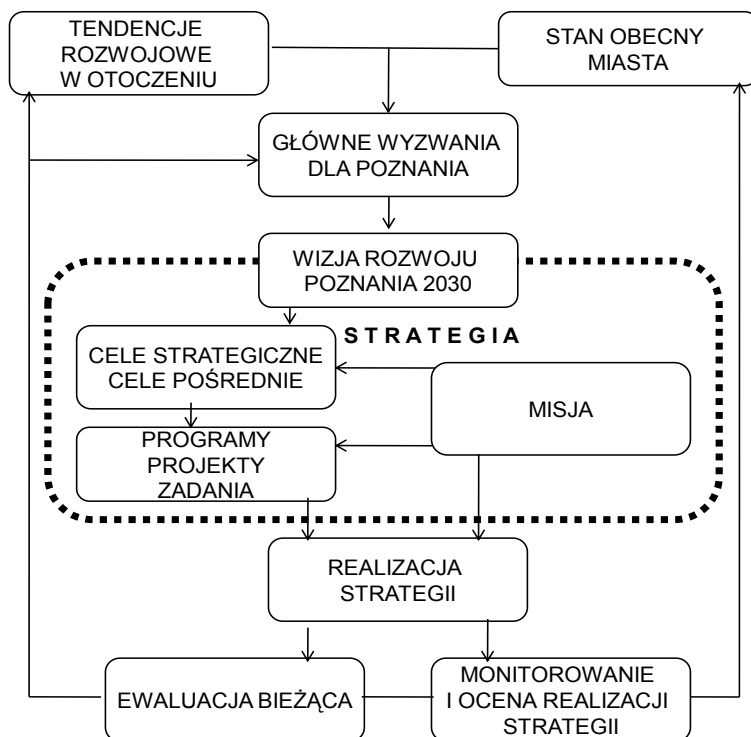 TENDENCJE
ROZWOJOWE
W OTOCZENIU
STAN OBECNY
MIASTA
GŁÓWNE WYZWANIA
DLA POZNANIA
WIZJA ROZWOJU
POZNANIA 2030
S T R A T E G I A
CELE STRATEGICZNE
CELE POŚREDNIE
MISJA
PROGRAMY
PROJEKTY
ZADANIA
REALIZACJA
STRATEGII
EWALUACJA BIEŻĄCA
MONITOROWANIE
I OCENA REALIZACJI
STRATEGII